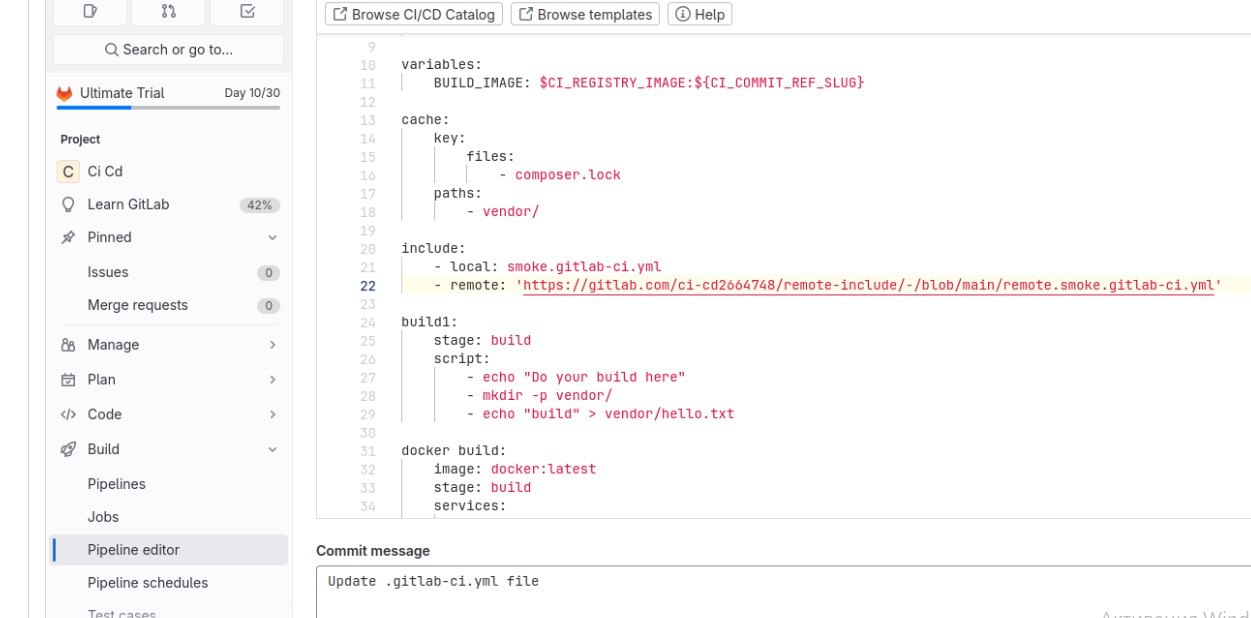 Browse CI/CD Catalog
Browse templates
Help
Search or go to...
Ultimate Trial Day 10/30
Project
C Ci Cd
Learn GitLab 42%
Pinned
Issues 0
Merge requests 0
Manage
Plan
Code
Build
Pipelines
Jobs
Pipeline editor
Pipeline schedules
Test cases
9
10 variables:
11 BUILD_IMAGE: $CI_REGISTRY_IMAGE:${CI_COMMIT_REF_SLUG}
12
13 cache:
14 key:
15 files:
16 - composer.lock
17 paths:
18 - vendor/
19
20 include:
21 - local: smoke.gitlab-ci.yml
22 - remote: 'https://gitlab.com/ci-cd2664748/remote-include/-/blob/main/remote.smoke.gitlab-ci.yml'
23
24 build1:
25 stage: build
26 script:
27 - echo "Do your build here"
28 - mkdir -p vendor/
29 - echo "build" > vendor/hello.txt
30
31 docker build:
32 image: docker:latest
33 stage: build
34 services:
Commit message
Update .gitlab-ci.yml file